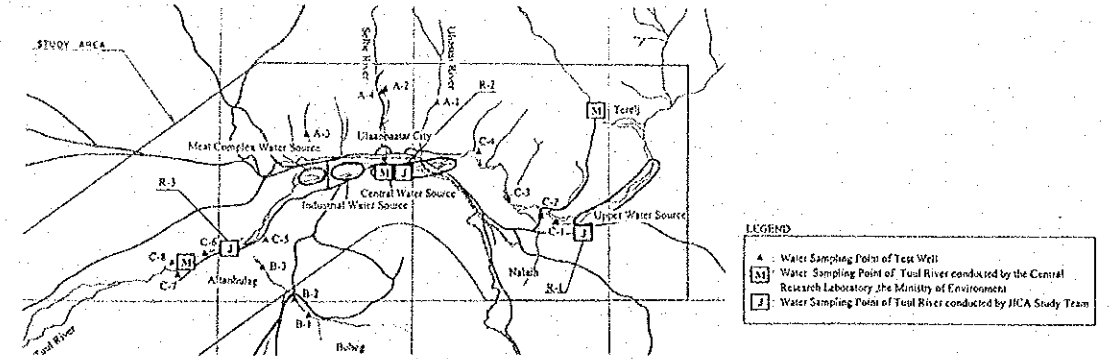 STUDY AREA
Selbe River
Uliastai River
R-2
A-4
A-2
A-1
M
Terelj
A-3
Ulaanbaatar City
Meat Complex Water Source
C-4
R-3
M
J
Central Water Source
C-3
Industrial Water Source
C-2
Upper Water Source
C-1
J
C-6
J
C-5
C-8
M
B-3
C-7
Altanbulag
Nalaih
B-2
R-1
B-1
Tuul River
LEGEND
▲ : Water Sampling Point of Test Well
M : Water Sampling Point of Tuul River conducted by the Central
Research Laboratory, the Ministry of Environment
J : Water Sampling Point of Tuul River conducted by JICA Study Team